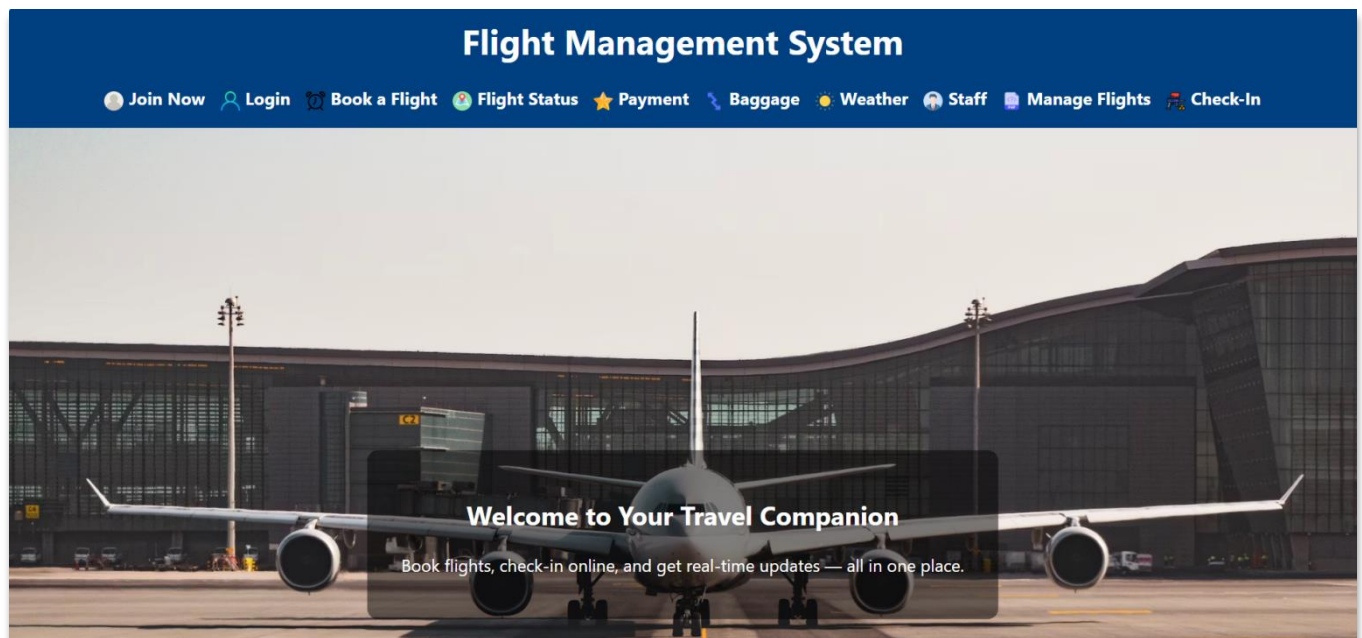 Flight Management System
Join Now Login Book a Flight Flight Status Payment Baggage Weather Staff Manage Flights Check-In
C2
Welcome to Your Travel Companion
Book flights, check-in online, and get real-time updates — all in one place.